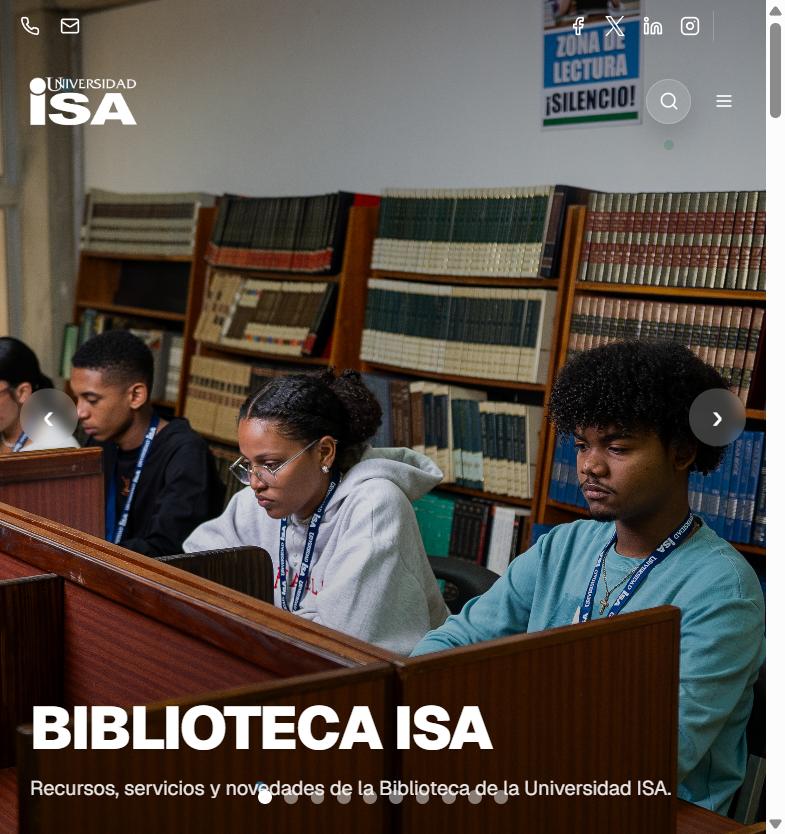 ZONA DE
LECTURA
¡SILENCIO!
UNIVERSIDAD
ISA
BIBLIOTECA ISA
Recursos, servicios y novedades de la Biblioteca de la Universidad ISA.